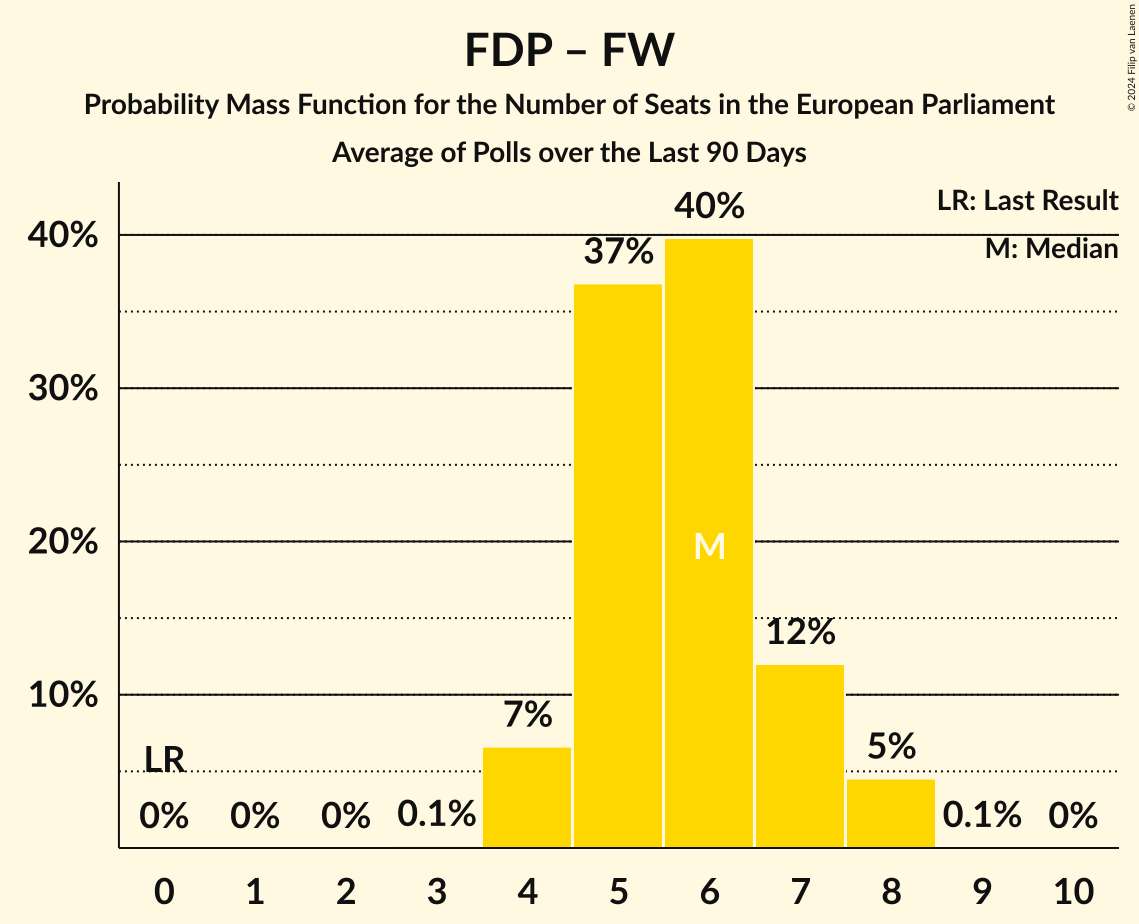 FDP – FW
Probability Mass Function for the Number of Seats in the European Parliament
Average of Polls over the Last 90 Days
© 2024 Filip van Laenen
LR: Last Result
M: Median
40%
30%
20%
10%
LR
0%
0%
0%
0.1%
7%
37%
40%
M
12%
5%
0.1%
0%
0 1 2 3 4 5 6 7 8 9 10